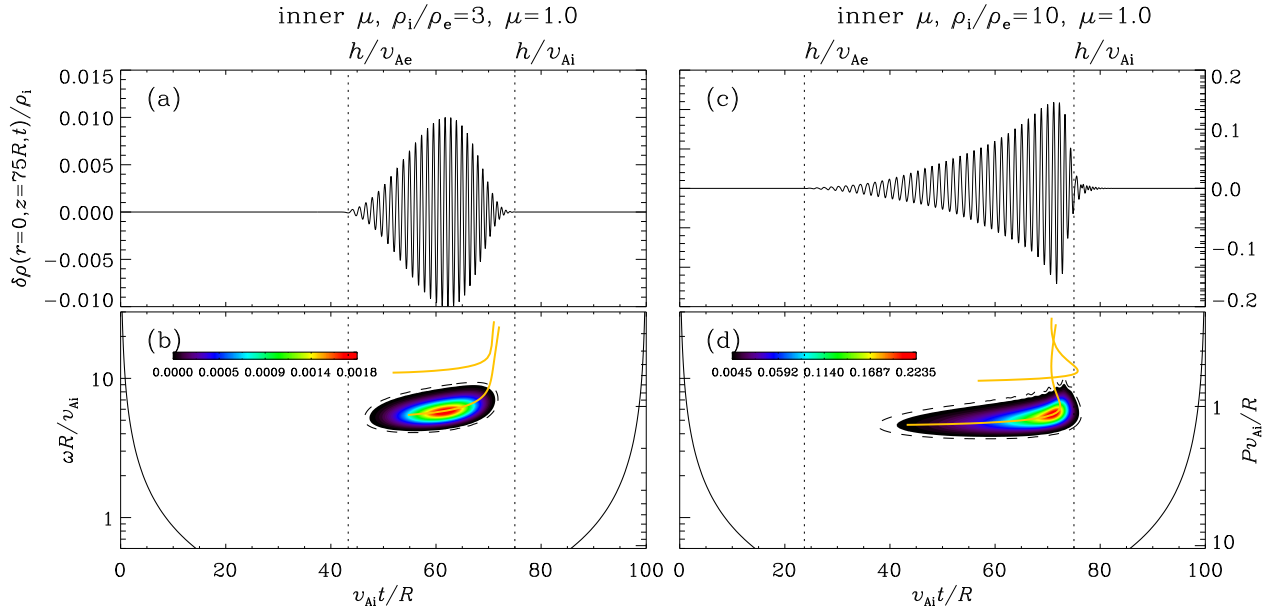 inner μ, ρi/ρe=3, μ=1.0
inner μ, ρi/ρe=10, μ=1.0
h/vAe h/vAi
h/vAe h/vAi
(a)
0.015
0.010
0.005
0.000
-0.005
-0.010
δρ(r=0,z=75R,t)/ρi
(c)
0.2
0.1
0.0
-0.1
-0.2
(b)
0.0000 0.0005 0.0009 0.0014 0.0018
10
1
ωR/vAi
0 20 40 60 80 100
vAit/R
(d)
0.0045 0.0592 0.1140 0.1687 0.2235
1
10
PvAi/R
0 20 40 60 80 100
vAit/R